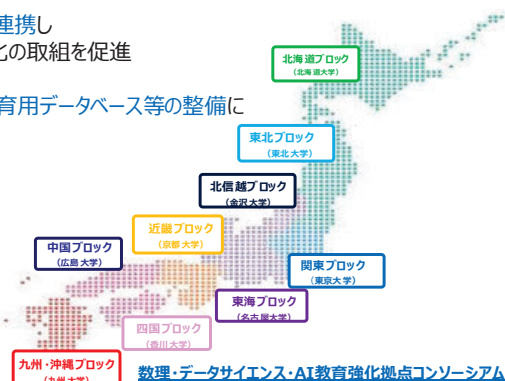 連携し
化の取組を促進
育用データベース等の整備に
北海道ブロック
(北海道大学)
東北ブロック
(東北大学)
北信越ブロック
(金沢大学)
近畿ブロック
(京都大学)
中国ブロック
(広島大学)
関東ブロック
(東京大学)
東海ブロック
(名古屋大学)
四国ブロック
(香川大学)
九州・沖縄ブロック
(九州大学)
数理・データサイエンス・AI教育強化拠点コンソーシアム